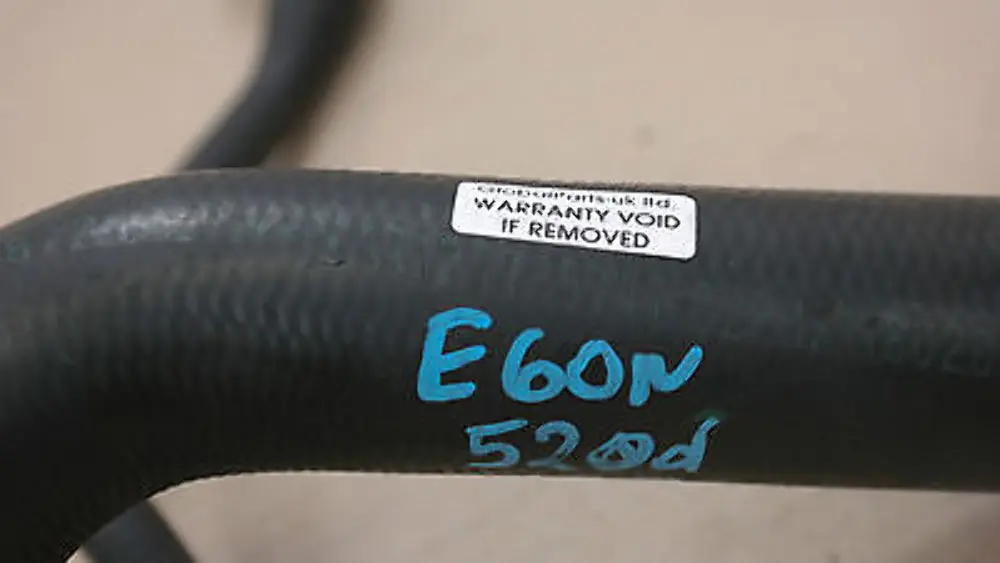 WARRANTY VOID
IF REMOVED
E60N
520d